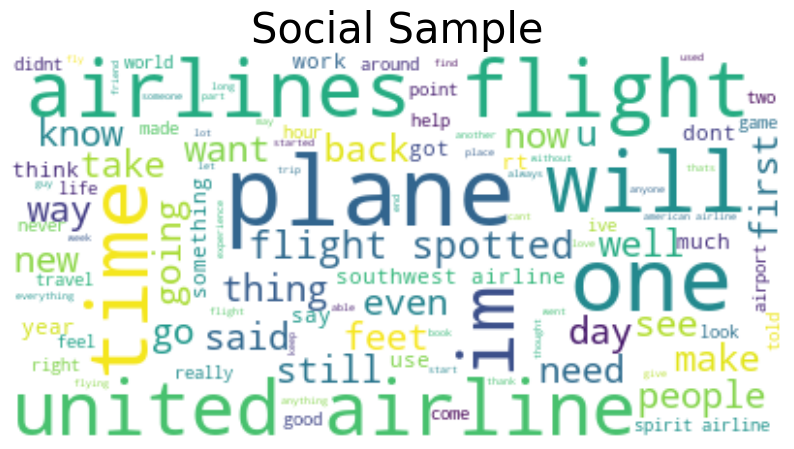 Social Sample
didnt fly world work around find used
friend
airlines flight
long
someone part point two
may help game
know made hour now u dont
lot started another
want back got
think take let trip place rt without first
guy life always thats
plane will
way time anyone
going something end cant american airline
never
week experience
flight spotted ive well much
new love
travel thing southwest airline one airport
everything flight able even
year say
go said feet im day see look told
feel keep book went thought
right use make
really still start need give
flying thank people
united airline
anything
good come spirit airline